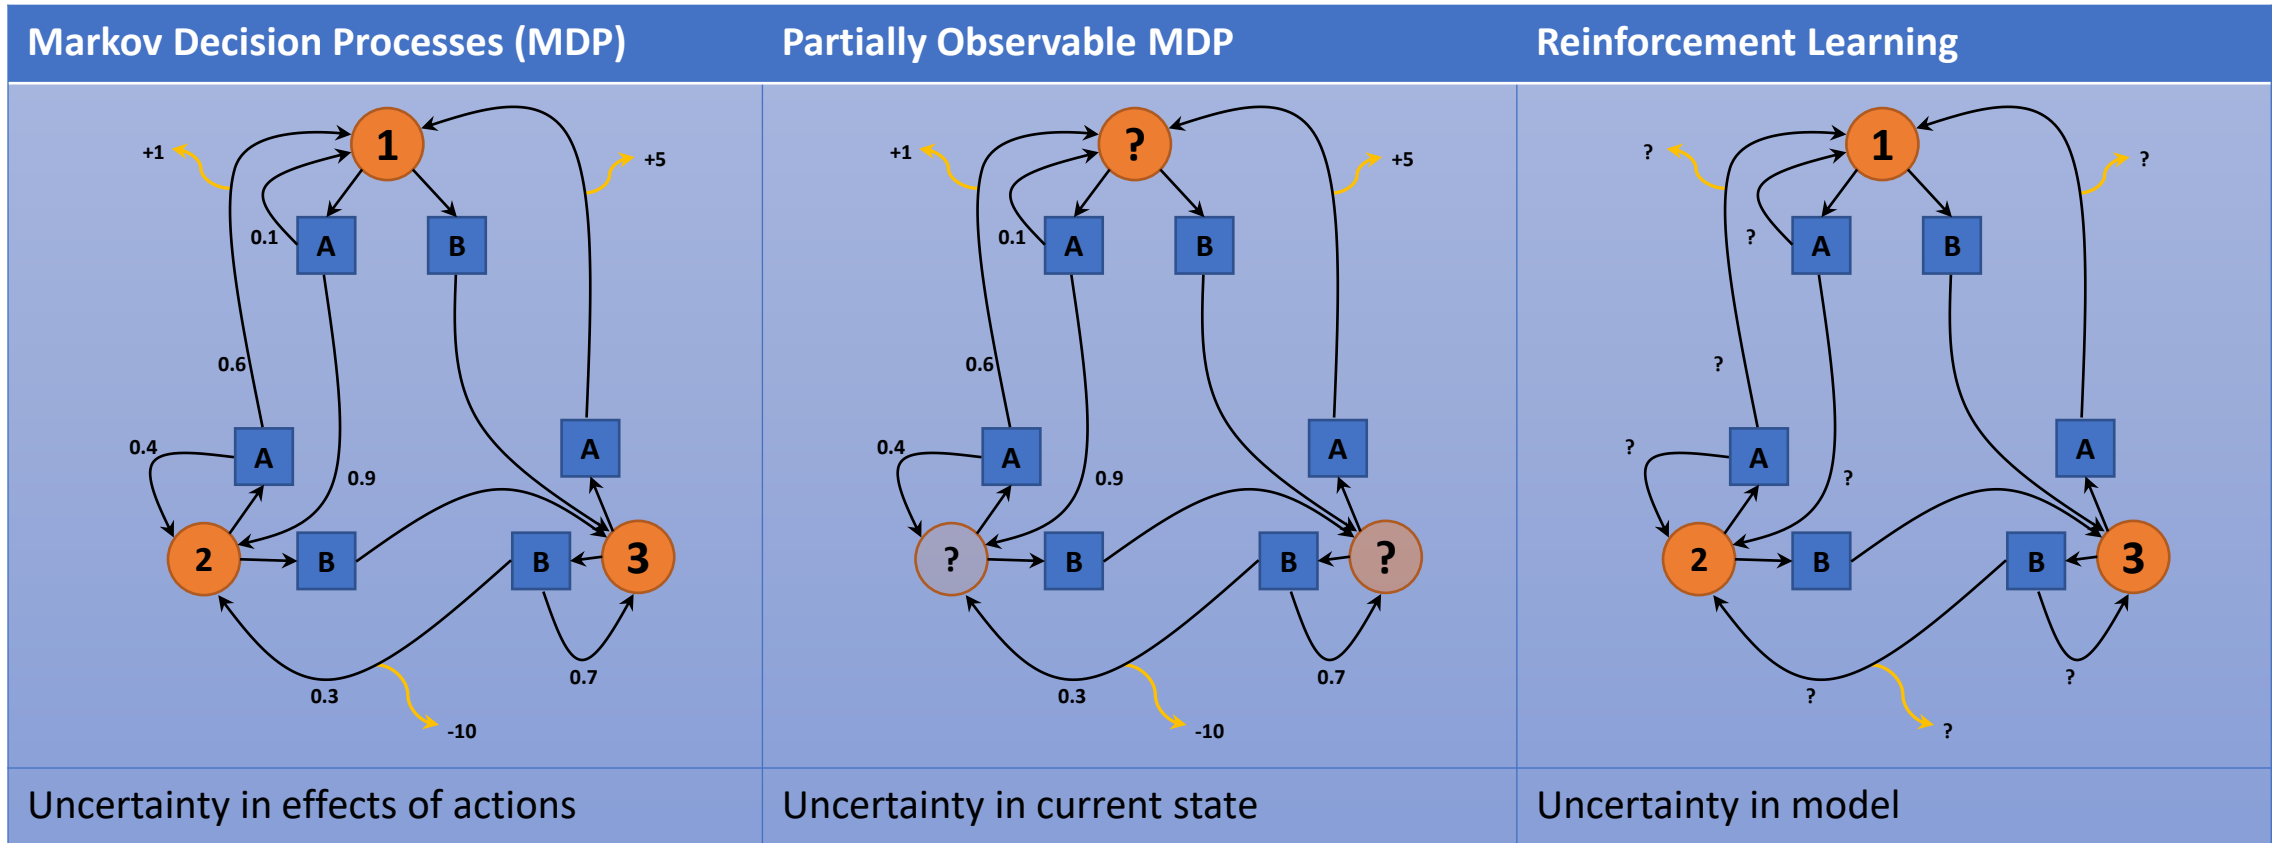 Markov Decision Processes (MDP)
Partially Observable MDP
Reinforcement Learning
1
+1
+5
A
B
0.1
0.6
A
A
0.4
0.9
2
B
B
3
0.7
0.3
-10
?
+1
+5
A
B
0.1
0.6
A
A
0.4
0.9
?
B
B
?
0.7
0.3
-10
1
?
?
A
B
?
?
A
A
?
?
2
B
B
3
?
?
?
Uncertainty in effects of actions
Uncertainty in current state
Uncertainty in model